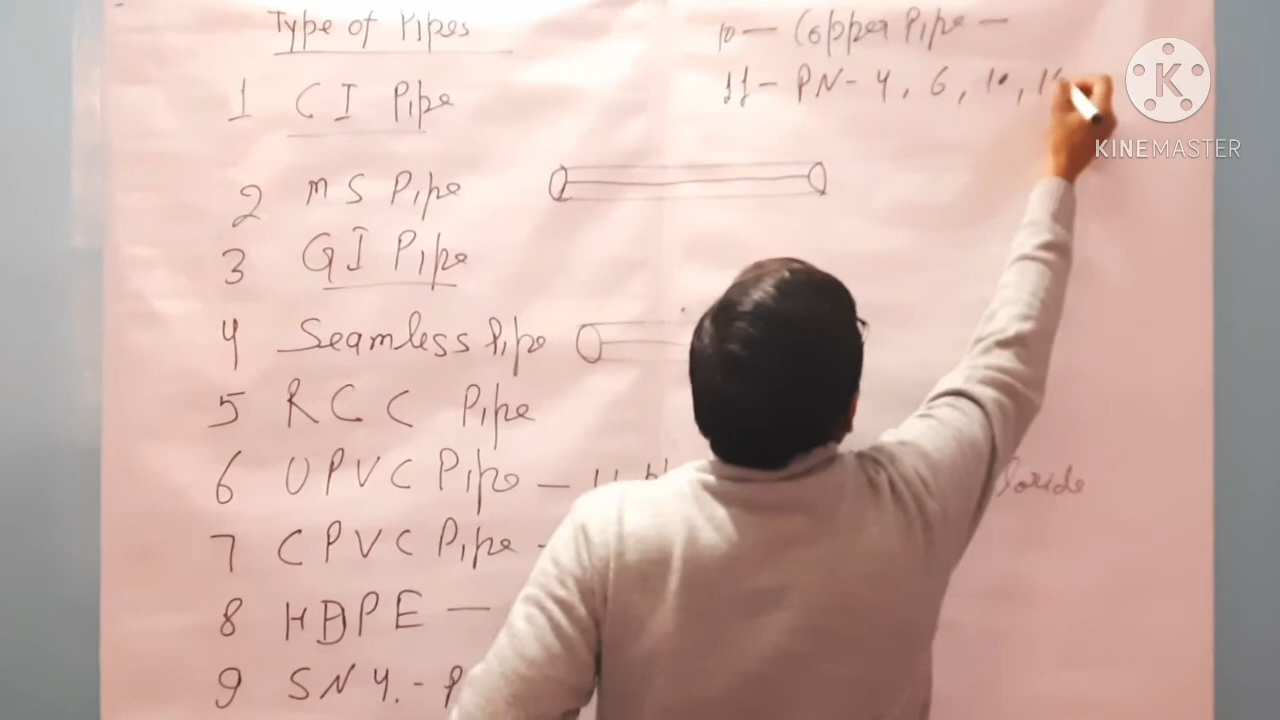 Type of Pipes
1 CI Pipe
2 MS Pipe
3 GI Pipe
4 Seamless Pipe
5 RCC Pipe
6 UPVC Pipe —
7 CPVC Pipe -
8 HDPE —
9 SN 4. - P
10 — Copper Pipe —
11 - PN - 4, 6, 10,
K
KINEMASTER